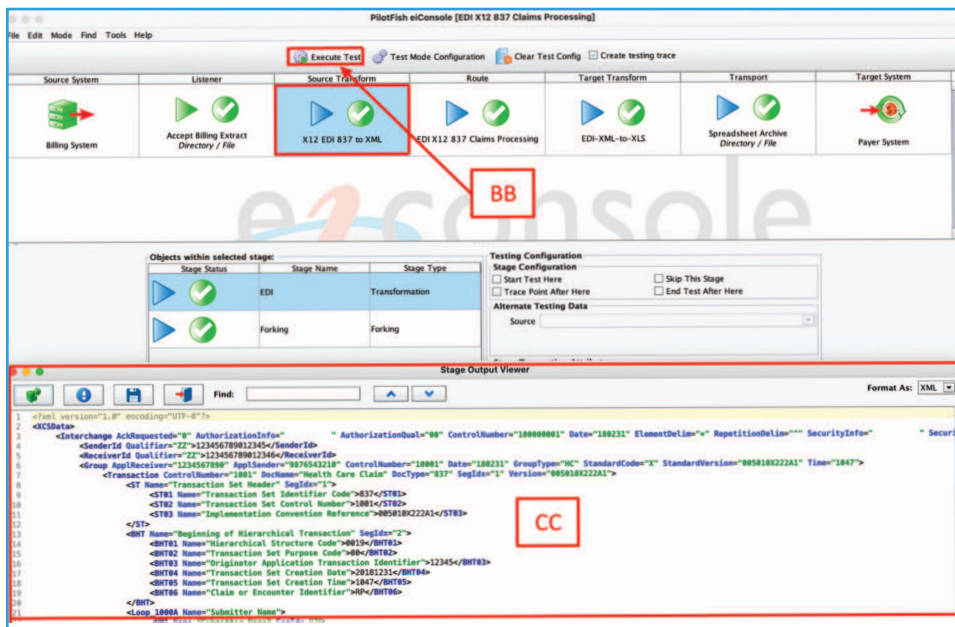 PilotFish eiConsole [EDI X12 837 Claims Processing]
File Edit Mode Find Tools Help
Execute Test Test Mode Configuration Clear Test Config Create testing trace
Source System Listener Source Transform Route Target Transform Transport Target System
Billing System
Accept Billing Extract
Directory / File
X12 EDI 837 to XML
EDI X12 837 Claims Processing
EDI-XML-to-XLS
Spreadsheet Archive
Directory / File
Payer System
BB
eiconsole
Objects within selected stage:
Stage Status Stage Name Stage Type
EDI Transformation
Forking Forking
Testing Configuration
Stage Configuration
Start Test Here Skip This Stage
Trace Point After Here End Test After Here
Alternate Testing Data
Source
Stage Output Viewer
Find: Format As: XML
1 <?xml version="1.0" encoding="UTF-8"?>
2 <XCSData>
3 <Interchange AckRequested="0" AuthorizationInfo=" " AuthorizationQual="00" ControlNumber="100000001" Date="180231" ElementDelim="*" RepetitionDelim="^" SecurityInfo=" " Securi
4 <SenderId Qualifier="ZZ">123456789012345</SenderId>
5 <ReceiverId Qualifier="ZZ">123456789012346</ReceiverId>
6 <Group ApplReceiver="1234567890" ApplSender="9876543210" ControlNumber="10001" Date="180231" GroupType="HC" StandardCode="X" StandardVersion="005010X222A1" Time="1047">
7 <Transaction ControlNumber="1001" DocName="Health Care Claim" DocType="837" SegIdx="1" Version="005010X222A1">
8 <ST Name="Transaction Set Header" SegIdx="1">
9 <ST01 Name="Transaction Set Identifier Code">837</ST01>
10 <ST02 Name="Transaction Set Control Number">1001</ST02>
11 <ST03 Name="Implementation Convention Reference">005010X222A1</ST03>
12 </ST>
13 <BHT Name="Beginning of Hierarchical Transaction" SegIdx="2">
14 <BHT01 Name="Hierarchical Structure Code">0019</BHT01>
15 <BHT02 Name="Transaction Set Purpose Code">00</BHT02>
16 <BHT03 Name="Originator Application Transaction Identifier">12345</BHT03>
17 <BHT04 Name="Transaction Set Creation Date">20181231</BHT04>
18 <BHT05 Name="Transaction Set Creation Time">1047</BHT05>
19 <BHT06 Name="Claim or Encounter Identifier">RP</BHT06>
20 </BHT>
21 <Loop_1000A Name="Submitter Name">
CC